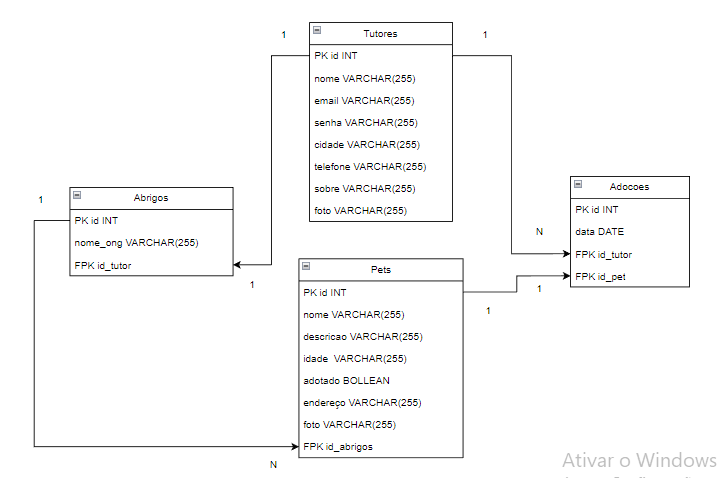 1
Tutores
1
PK id INT
nome VARCHAR(255)
email VARCHAR(255)
senha VARCHAR(255)
cidade VARCHAR(255)
telefone VARCHAR(255)
sobre VARCHAR(255)
foto VARCHAR(255)
1
Abrigos
PK id INT
nome_ong VARCHAR(255)
FPK id_tutor
1
Adocoes
PK id INT
data DATE
FPK id_tutor
FPK id_pet
N
1
1
Pets
PK id INT
nome VARCHAR(255)
descricao VARCHAR(255)
idade VARCHAR(255)
adotado BOLLEAN
endereço VARCHAR(255)
foto VARCHAR(255)
FPK id_abrigos
N
Ativar o Windows